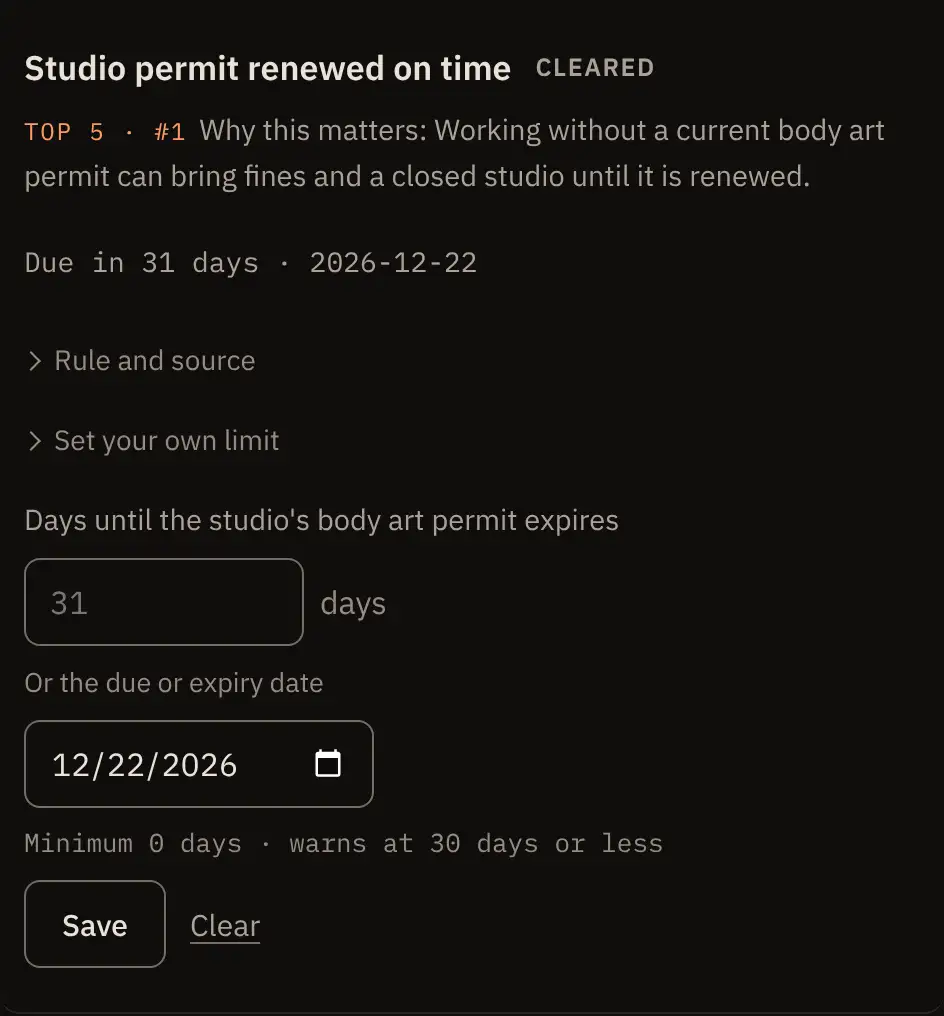 Studio permit renewed on time CLEARED
TOP 5 · #1 Why this matters: Working without a current body art
permit can bring fines and a closed studio until it is renewed.
Due in 31 days · 2026-12-22
Rule and source
Set your own limit
Days until the studio's body art permit expires
31 days
Or the due or expiry date
12/22/2026
Minimum 0 days · warns at 30 days or less
Save Clear